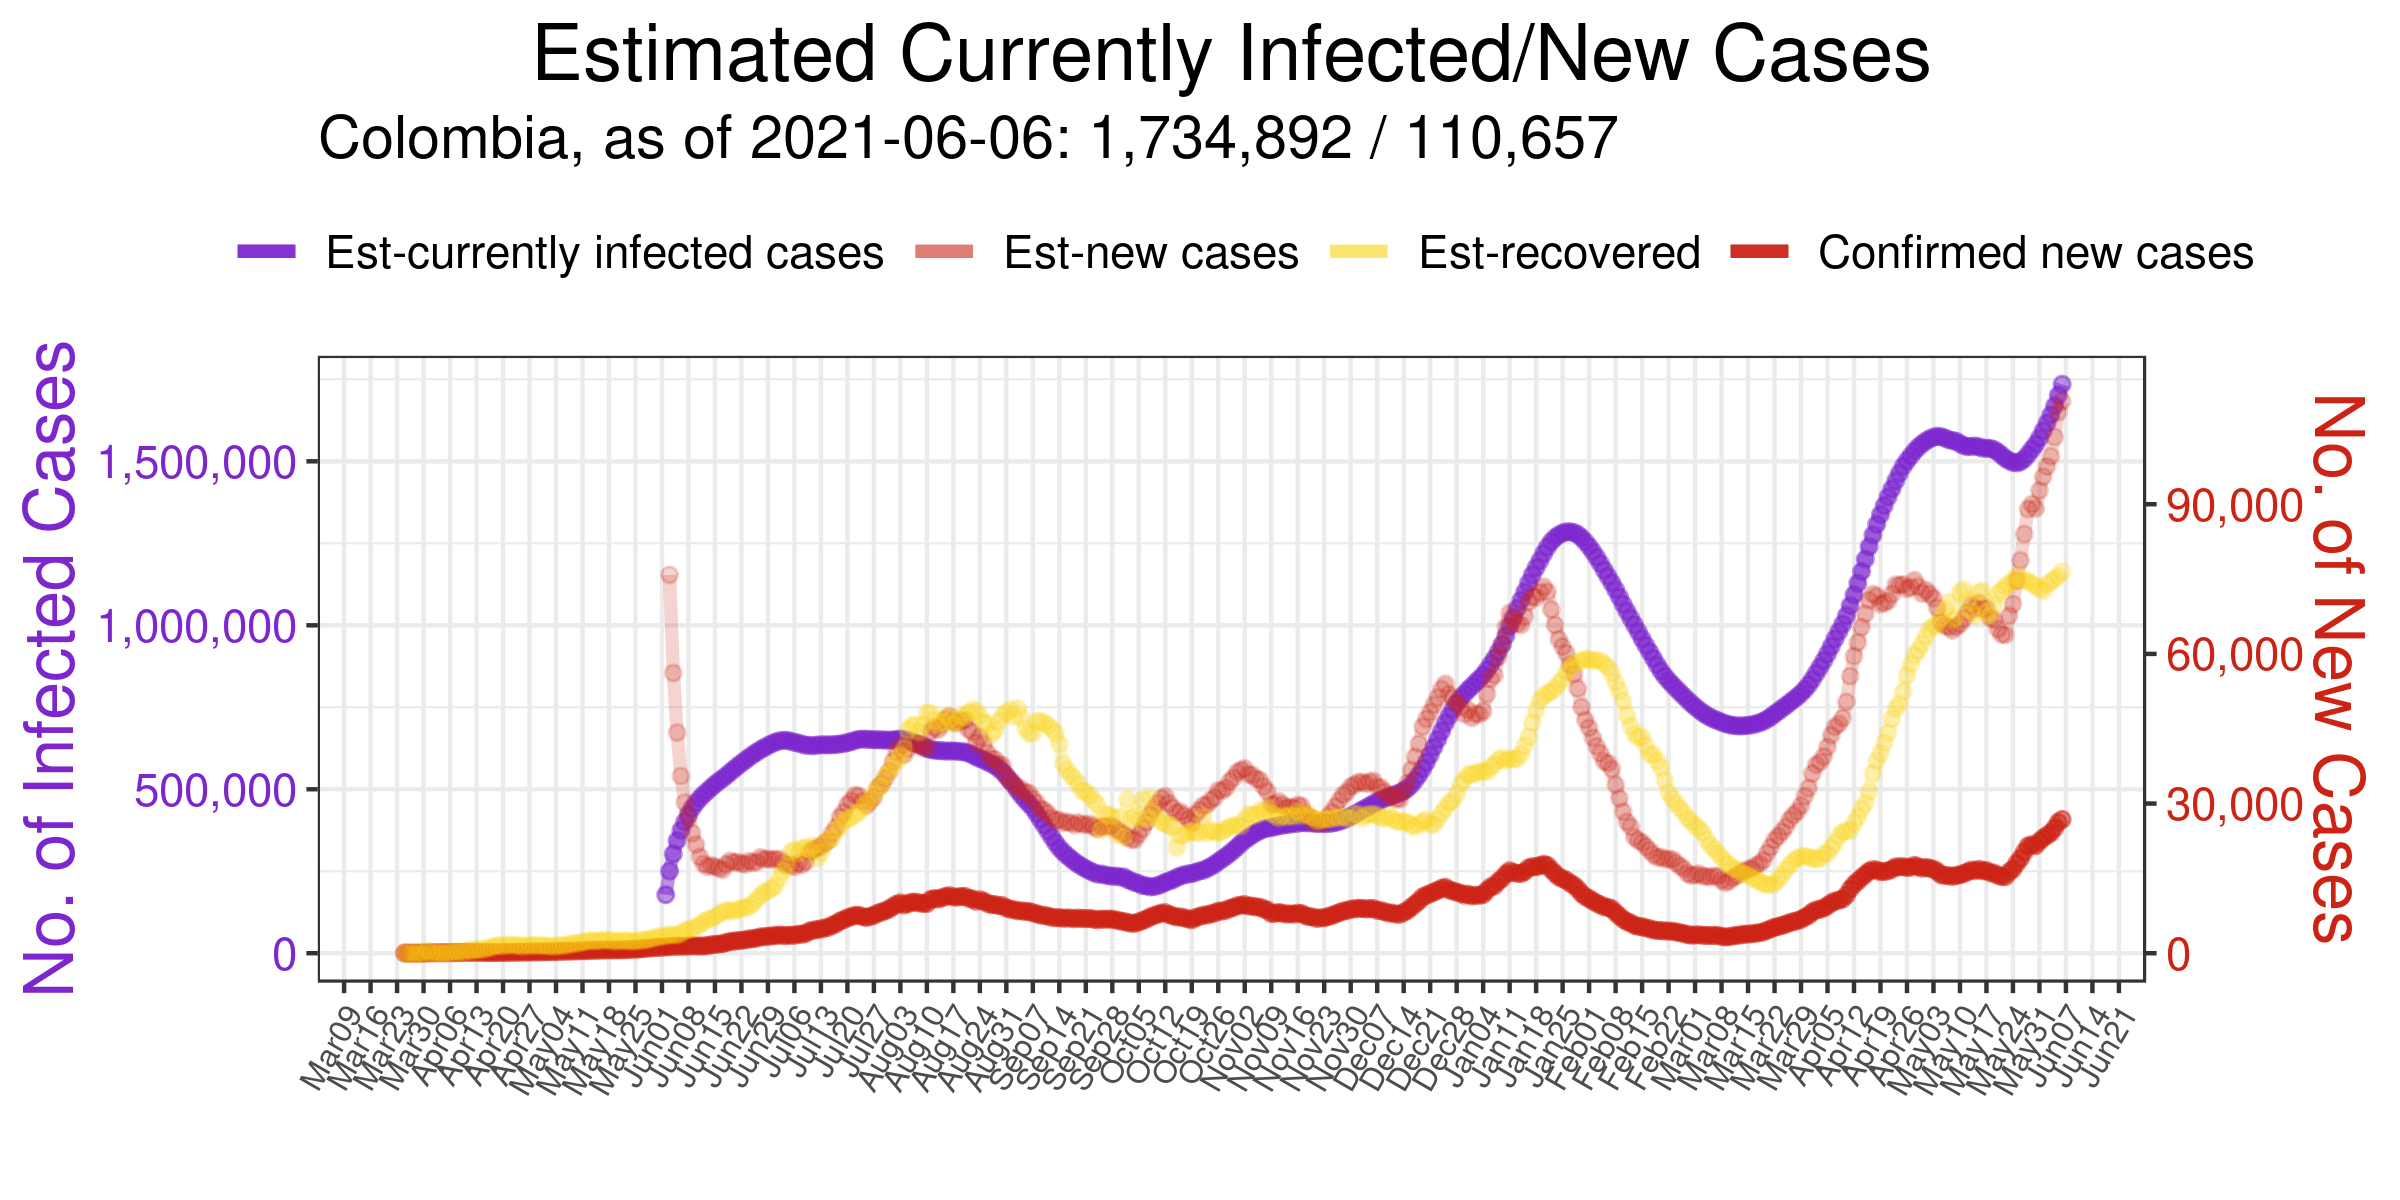 Estimated Currently Infected/New Cases
Colombia, as of 2021-06-06: 1,734,892 / 110,657
Est-currently infected cases Est-new cases Est-recovered Confirmed new cases
No. of Infected Cases
1,500,000
1,000,000
500,000
0
90,000
60,000
30,000
0
No. of New Cases
Mar09 Mar16 Mar23 Mar30 Apr06 Apr13 Apr20 Apr27 May04 May11 May18 May25 Jun01 Jun08 Jun15 Jun22 Jun29 Jul06 Jul13 Jul20 Jul27 Aug03 Aug10 Aug17 Aug24 Aug31 Sep07 Sep14 Sep21 Sep28 Oct05 Oct12 Oct19 Oct26 Nov02 Nov09 Nov16 Nov23 Nov30 Dec07 Dec14 Dec21 Dec28 Jan04 Jan11 Jan18 Jan25 Feb01 Feb08 Feb15 Feb22 Mar01 Mar08 Mar15 Mar22 Mar29 Apr05 Apr12 Apr19 Apr26 May03 May10 May17 May24 May31 Jun07 Jun14 Jun21